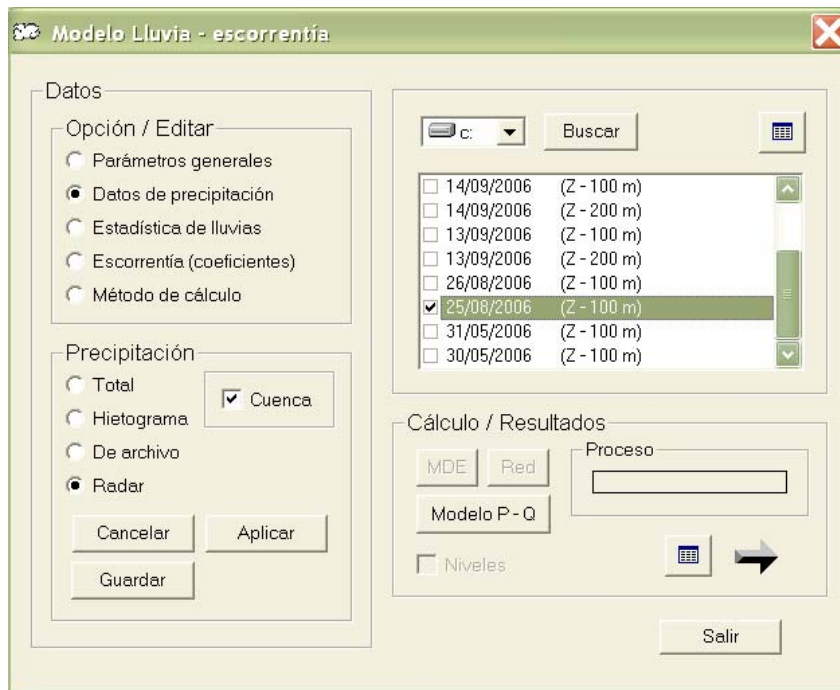 Modelo Lluvia - escorrentía
Datos
Opción / Editar
Parámetros generales
Datos de precipitación
Estadística de lluvias
Escorrentía (coeficientes)
Método de cálculo
Precipitación
Total
Cuenca
Hietograma
De archivo
Radar
Cancelar Aplicar
Guardar
c: Buscar
14/09/2006 (Z - 100 m)
14/09/2006 (Z - 200 m)
13/09/2006 (Z - 100 m)
13/09/2006 (Z - 200 m)
26/08/2006 (Z - 100 m)
25/08/2006 (Z - 100 m)
31/05/2006 (Z - 100 m)
30/05/2006 (Z - 100 m)
Cálculo / Resultados
MDE Red
Proceso
Modelo P - Q
Niveles
Salir